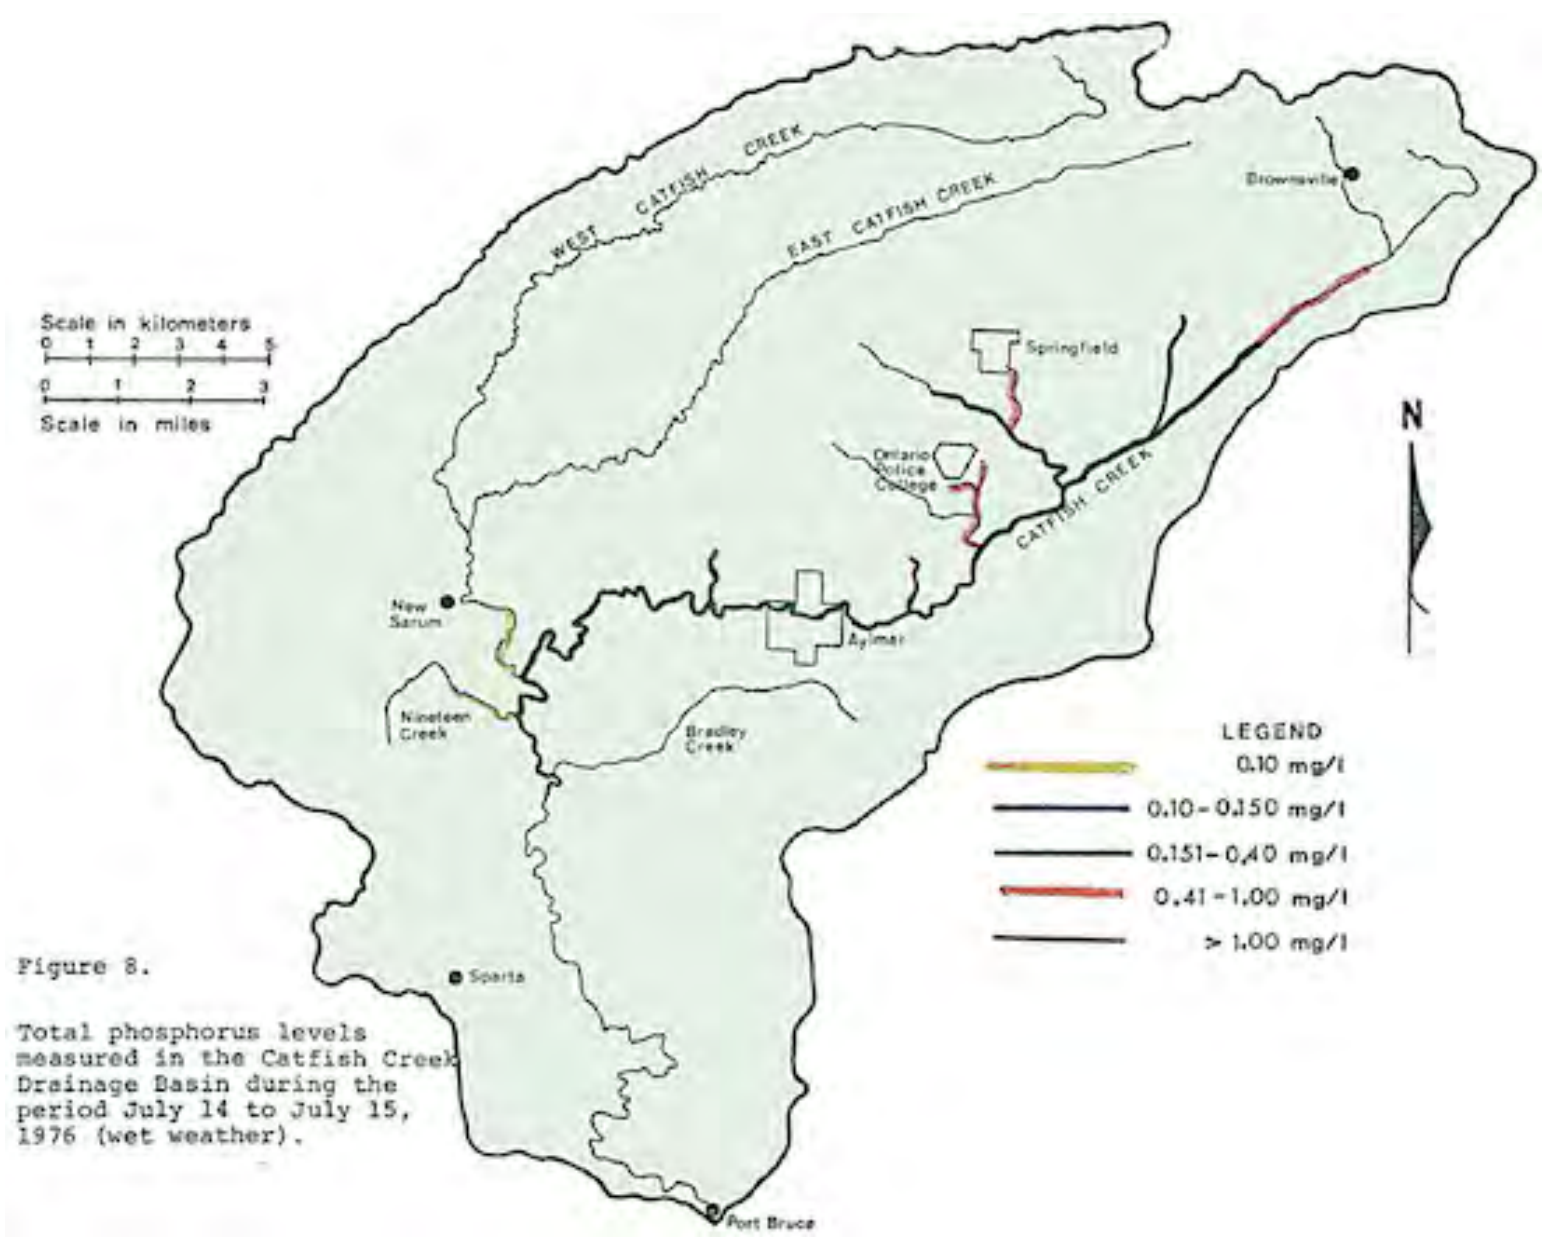 WEST CATFISH CREEK
EAST CATFISH CREEK
Brownsville
Scale in kilometers
0 1 2 3 4 5
0 1 2 3
Scale in miles
Springfield
N
Ontario
Police
College
CATFISH CREEK
New
Sarum
Aylmer
Nineteen
Creek
Bradley
Creek
LEGEND
0.10 mg/l
0.10-0.150 mg/l
0.151-0.40 mg/l
0.41-1.00 mg/l
> 1.00 mg/l
Figure 8.
Sparta
Total phosphorus levels
measured in the Catfish Creek
Drainage Basin during the
period July 14 to July 15,
1976 (wet weather).
Port Bruce